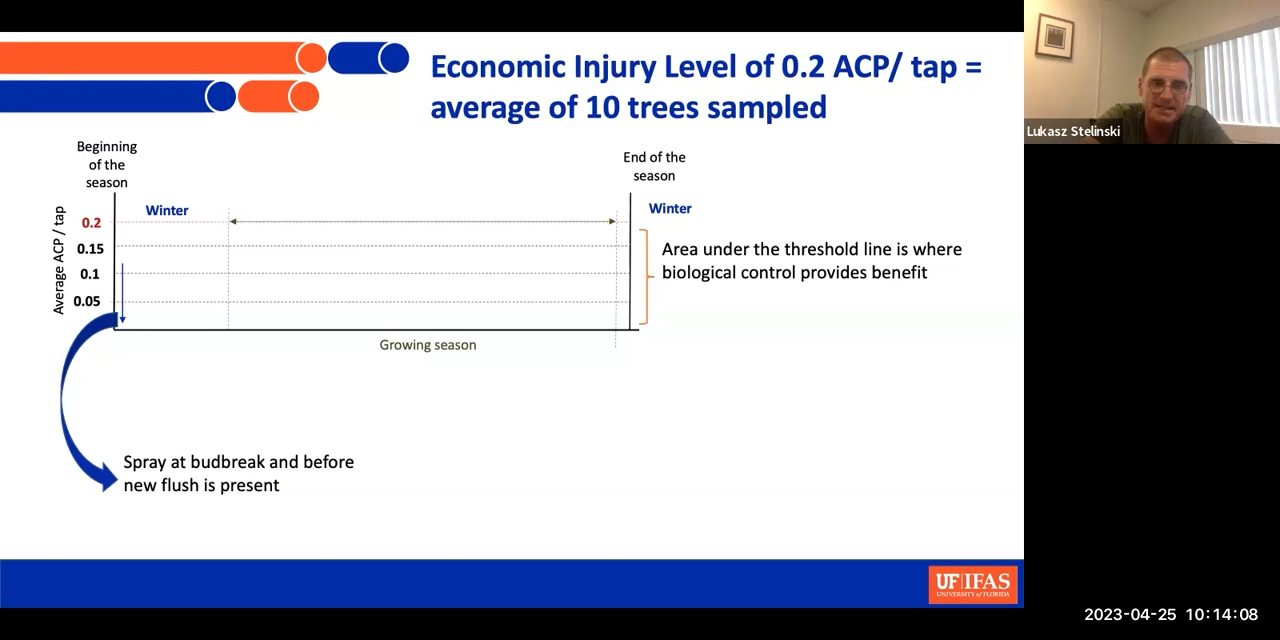 Economic Injury Level of 0.2 ACP/ tap =
average of 10 trees sampled
Lukasz Stelinski
Beginning
of the
season
End of the
season
Winter
Winter
Average ACP / tap
0.2
0.15
0.1
0.05
Area under the threshold line is where
biological control provides benefit
Growing season
Spray at budbreak and before
new flush is present
UF|IFAS
UNIVERSITY of FLORIDA
2023-04-25 10:14:08